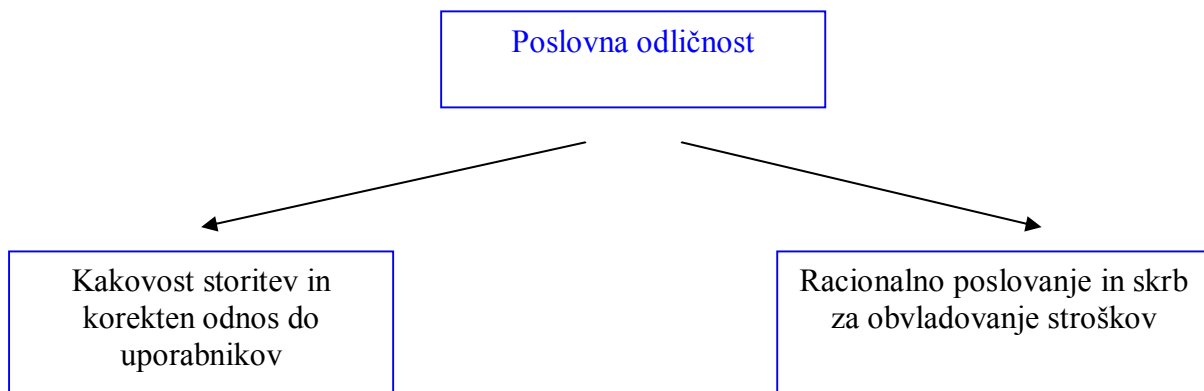 Poslovna odličnost
Kakovost storitev in
korekten odnos do
uporabnikov
Racionalno poslovanje in skrb
za obvladovanje stroškov